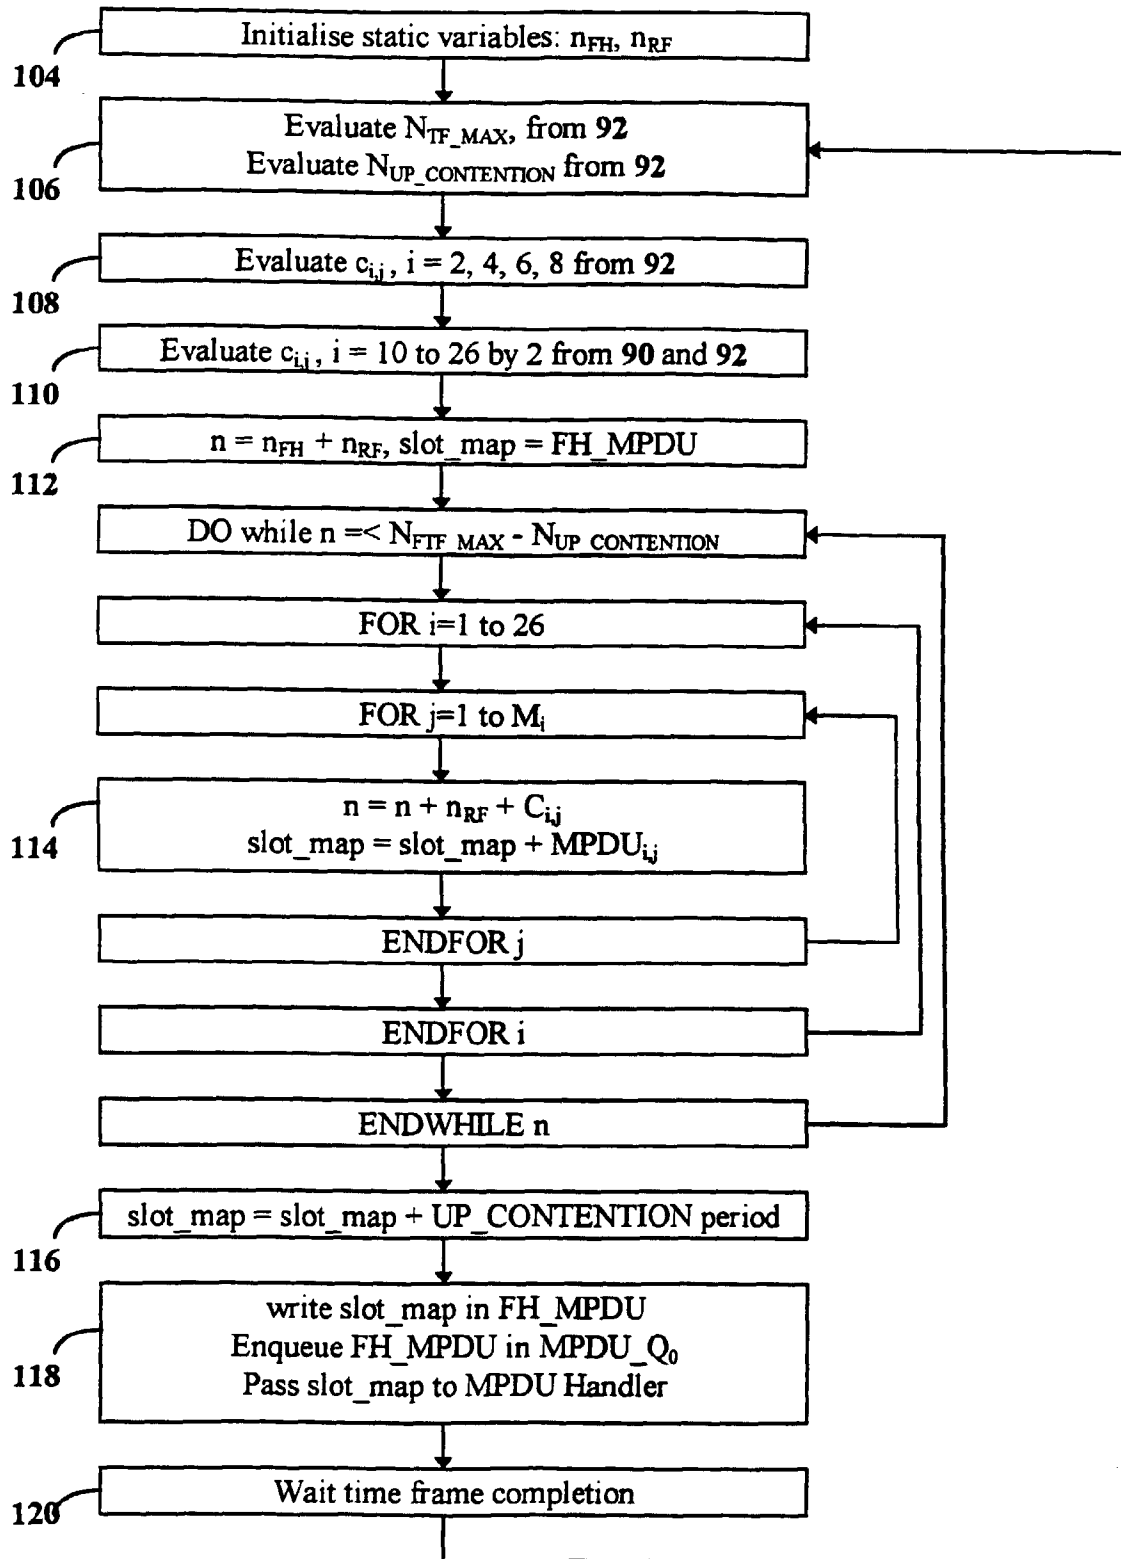 Initialise static variables: nFH, nRF
104
Evaluate NTF_MAX, from 92
Evaluate NUP_CONTENTION from 92
106
Evaluate ci,j, i = 2, 4, 6, 8 from 92
108
Evaluate ci,j, i = 10 to 26 by 2 from 90 and 92
110
n = nFH + nRF, slot_map = FH_MPDU
112
DO while n =< NFTF_MAX - NUP_CONTENTION
FOR i=1 to 26
FOR j=1 to Mi
n = n + nRF + Ci,j
slot_map = slot_map + MPDUi,j
114
ENDFOR j
ENDFOR i
ENDWHILE n
slot_map = slot_map + UP_CONTENTION period
116
write slot_map in FH_MPDU
Enqueue FH_MPDU in MPDU_Q0
Pass slot_map to MPDU Handler
118
Wait time frame completion
120